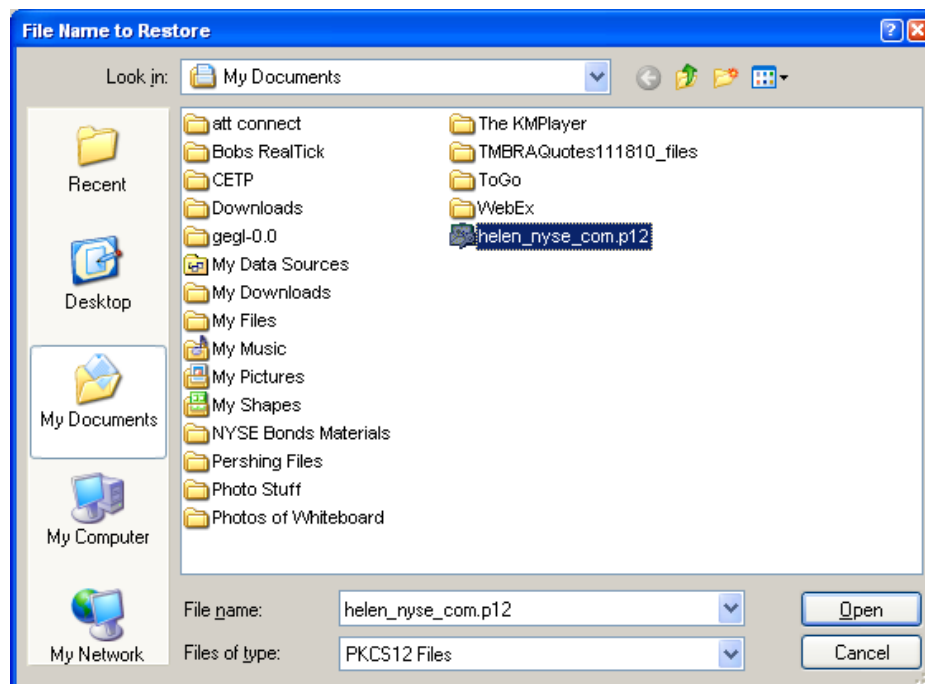 File Name to Restore
Look in: My Documents
att connect
Bobs RealTick
CETP
Downloads
gegl-0.0
My Data Sources
My Downloads
My Files
My Music
My Pictures
My Shapes
NYSE Bonds Materials
Pershing Files
Photo Stuff
Photos of Whiteboard
The KMPlayer
TMBRAQuotes111810_files
ToGo
WebEx
helen_nyse_com.p12
Recent
Desktop
My Documents
My Computer
My Network
File name: helen_nyse_com.p12 Open
Files of type: PKCS12 Files Cancel